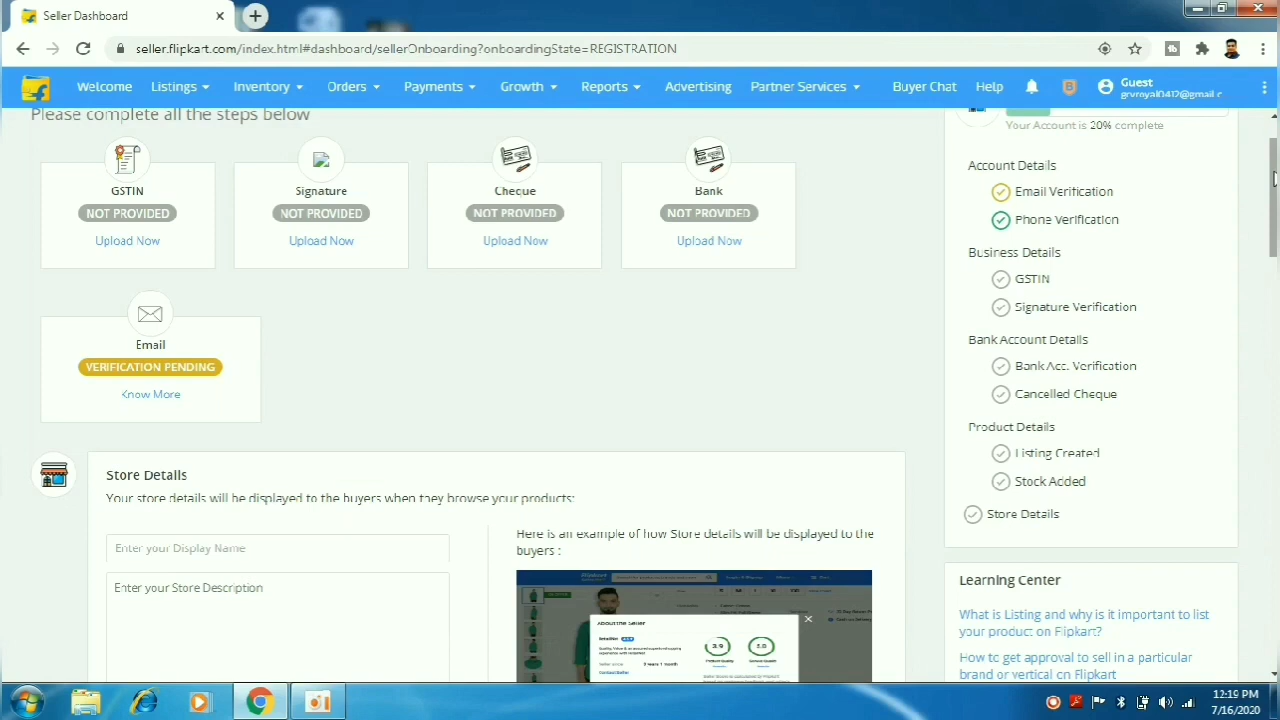 Seller Dashboard
seller.flipkart.com/index.html#dashboard/sellerOnboarding?onboardingState=REGISTRATION
Welcome Listings Inventory Orders Payments Growth Reports Advertising Partner Services Buyer Chat Help Guest
Please complete all the steps below
GSTIN
NOT PROVIDED
Upload Now
Signature
NOT PROVIDED
Upload Now
Cheque
NOT PROVIDED
Upload Now
Bank
NOT PROVIDED
Upload Now
Email
VERIFICATION PENDING
Know More
Store Details
Your store details will be displayed to the buyers when they browse your products:
Enter your Display Name
Enter your Store Description
Here is an example of how Store details will be displayed to the
buyers :
About the Seller
Your Account is 20% complete
Account Details
Email Verification
Phone Verification
Business Details
GSTIN
Signature Verification
Bank Account Details
Bank Acc. Verification
Cancelled Cheque
Product Details
Listing Created
Stock Added
Store Details
Learning Center
What is Listing and why is it important to list
your product on Flipkart?
How to get approval to sell in a particular
brand or vertical on Flipkart
12:19 PM
7/16/2020